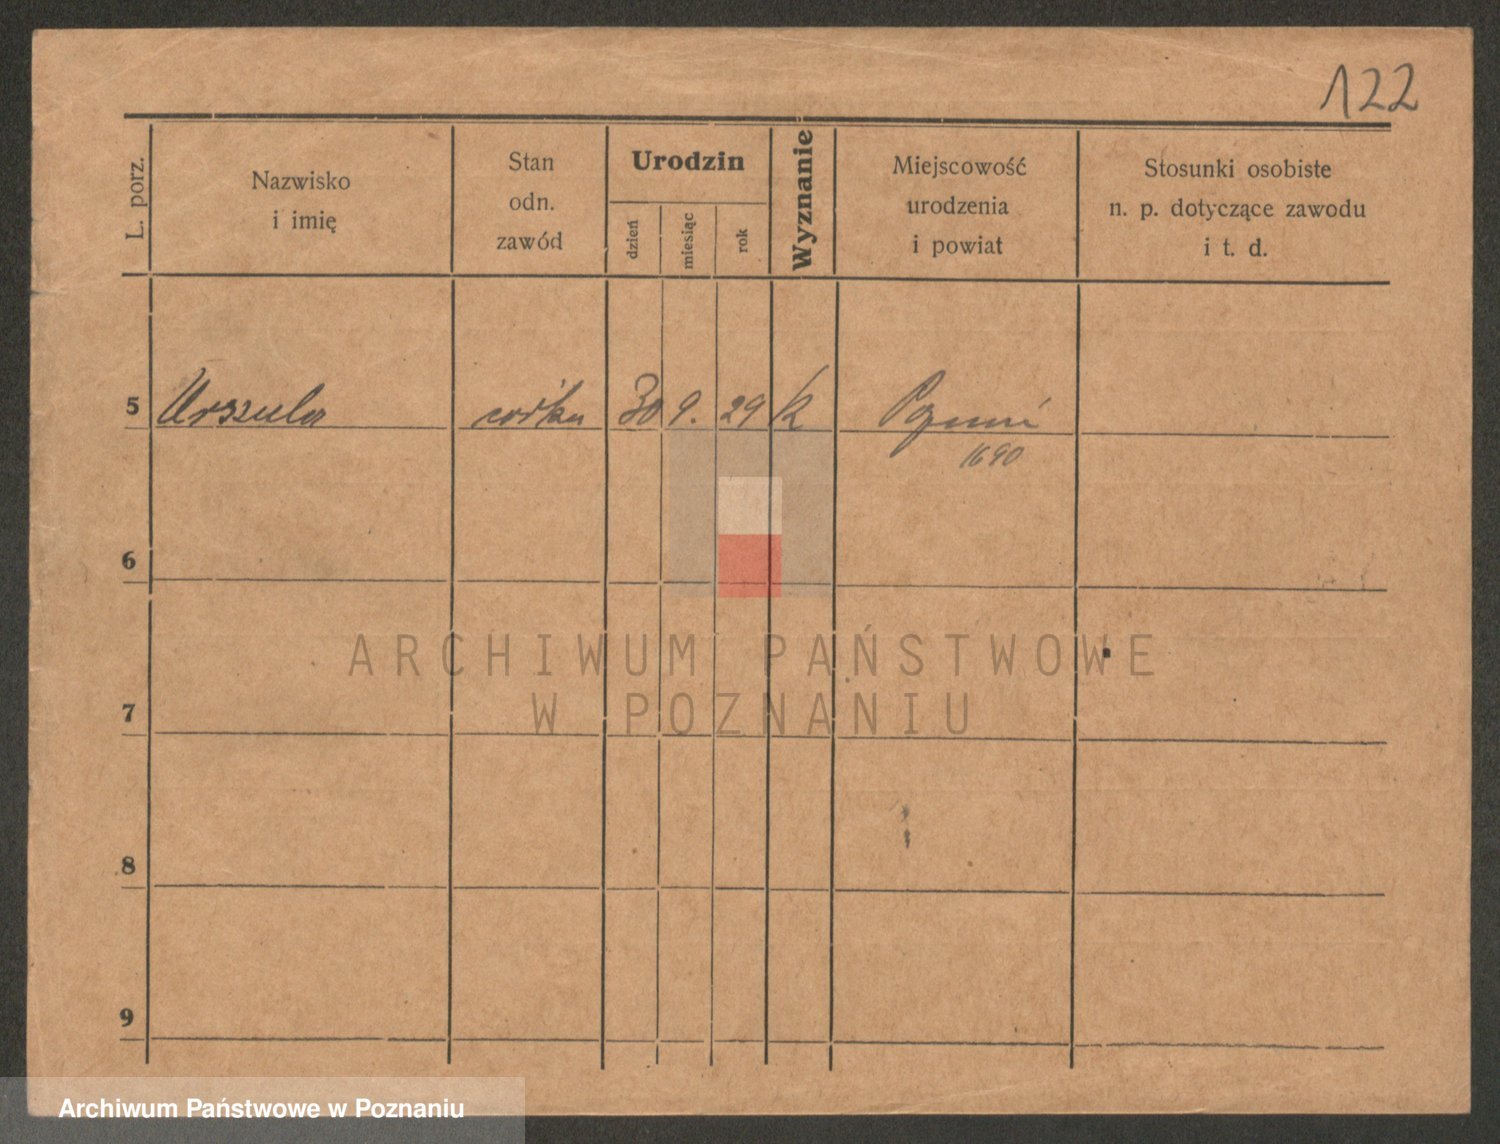 122
L. porz.
Nazwisko
i imię
Stan
odn.
zawód
Urodzin
dzień
miesiąc
rok
Wyznanie
Miejscowość
urodzenia
i powiat
Stosunki osobiste
n. p. dotyczące zawodu
i t. d.
5 Urszula córka 30 9. 29 k Poznań
1690
6
ARCHIWUM PAŃSTWOWE
W POZNANIU
7
8
9
Archiwum Państwowe w Poznaniu